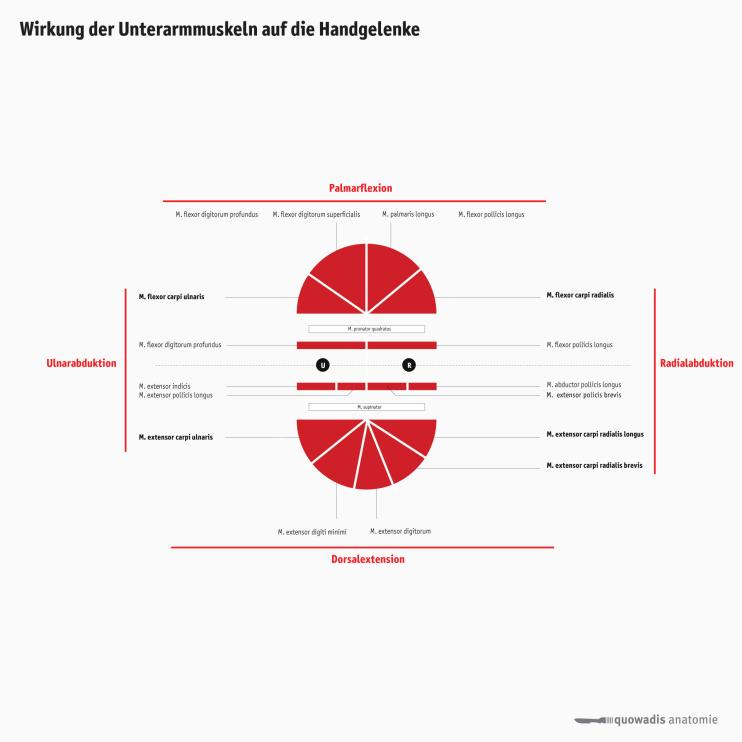 Wirkung der Unterarmmuskeln auf die Handgelenke
Palmarflexion
M. flexor digitorum profundus
M. flexor digitorum superficialis
M. palmaris longus
M. flexor pollicis longus
M. flexor carpi ulnaris
M. flexor carpi radialis
M. pronator quadratus
M. flexor digitorum profundus
M. flexor pollicis longus
Ulnarabduktion
U
R
Radialabduktion
M. extensor indicis
M. abductor pollicis longus
M. extensor pollicis longus
M. extensor policis brevis
M. supinator
M. extensor carpi ulnaris
M. extensor carpi radialis longus
M. extensor carpi radialis brevis
M. extensor digiti minimi
M. extensor digitorum
Dorsalextension
quowadis anatomie